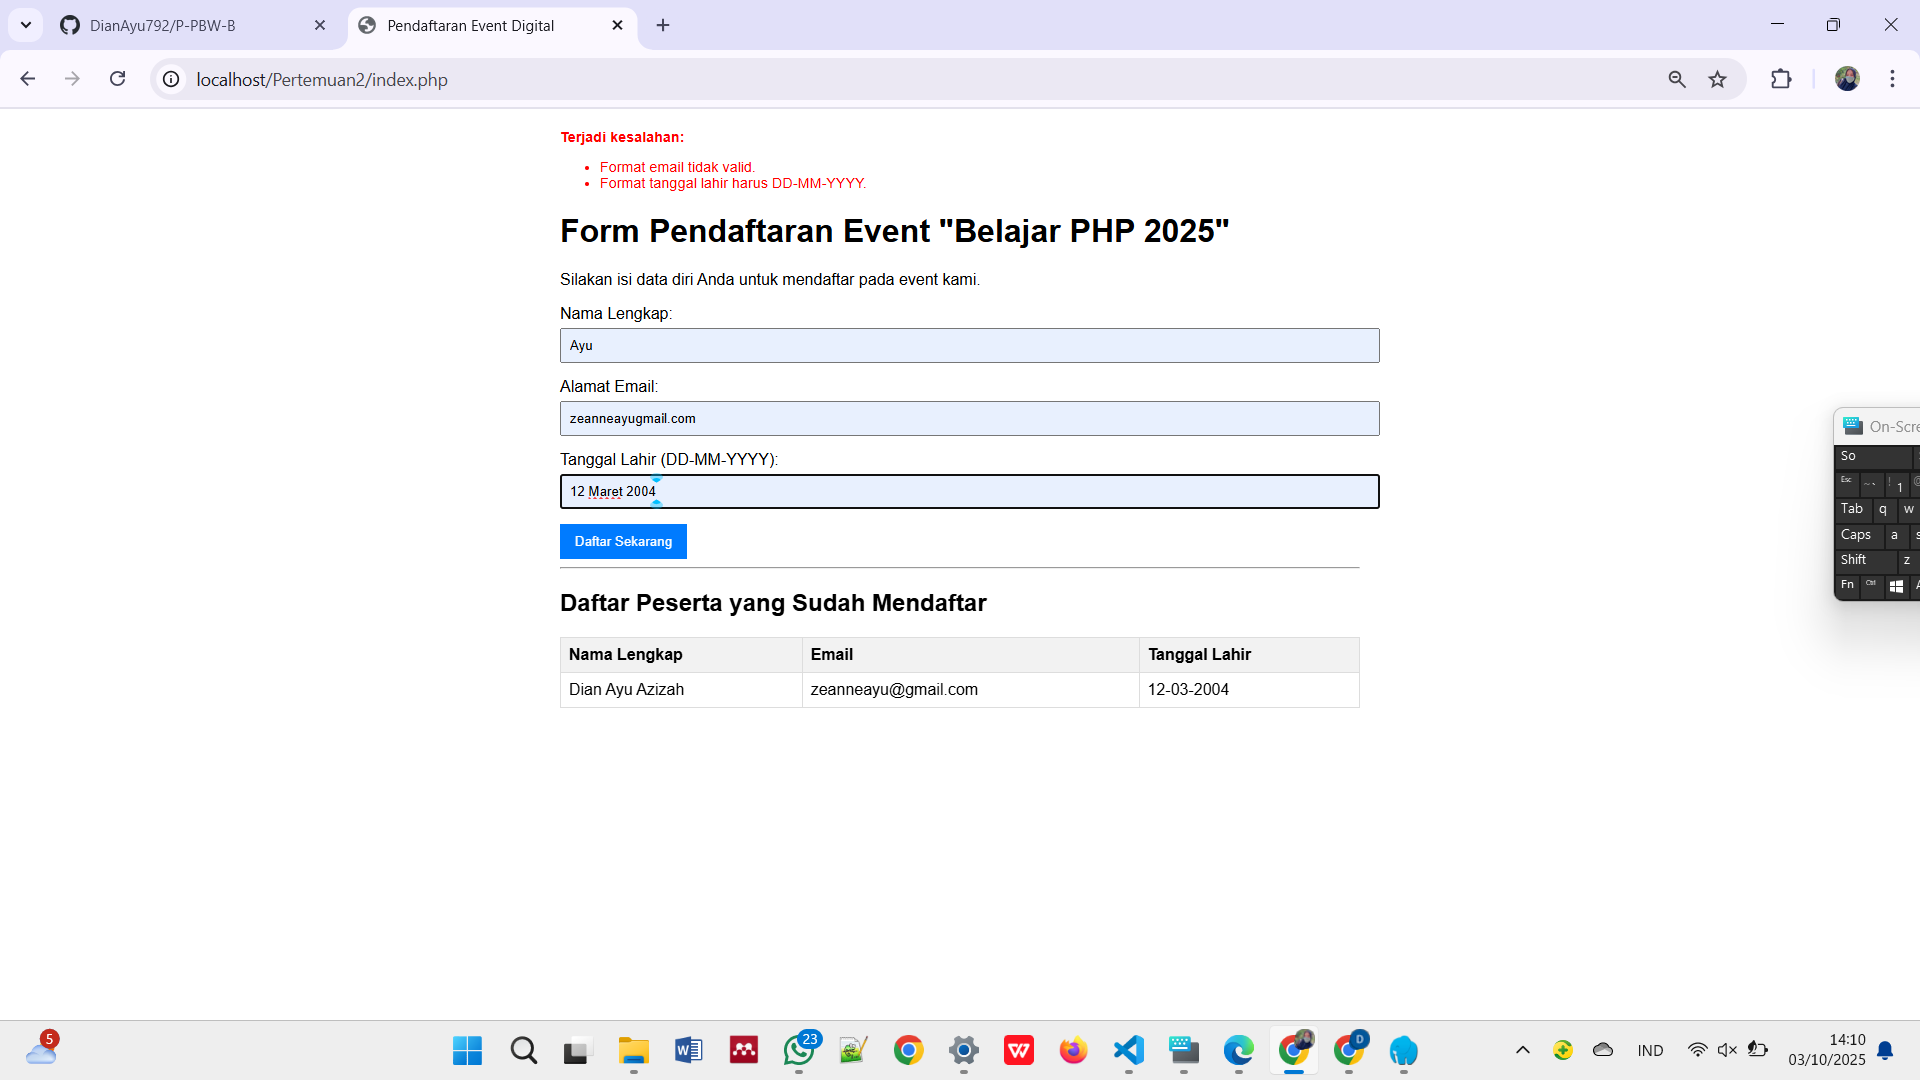 DianAyu792/P-PBW-B
Pendaftaran Event Digital
localhost/Pertemuan2/index.php
Terjadi kesalahan:
Format email tidak valid.
Format tanggal lahir harus DD-MM-YYYY.
Form Pendaftaran Event "Belajar PHP 2025"
Silakan isi data diri Anda untuk mendaftar pada event kami.
Nama Lengkap:
Ayu
Alamat Email:
zeanneayugmail.com
Tanggal Lahir (DD-MM-YYYY):
12 Maret 2004
Daftar Sekarang
Daftar Peserta yang Sudah Mendaftar
Nama Lengkap Email Tanggal Lahir
Dian Ayu Azizah zeanneayu@gmail.com 12-03-2004
On-Scre
So
Esc ~ ` ! 1
Tab q w
Caps a s
Shift z
Fn Ctrl
5
23
D
IND
14:10
03/10/2025